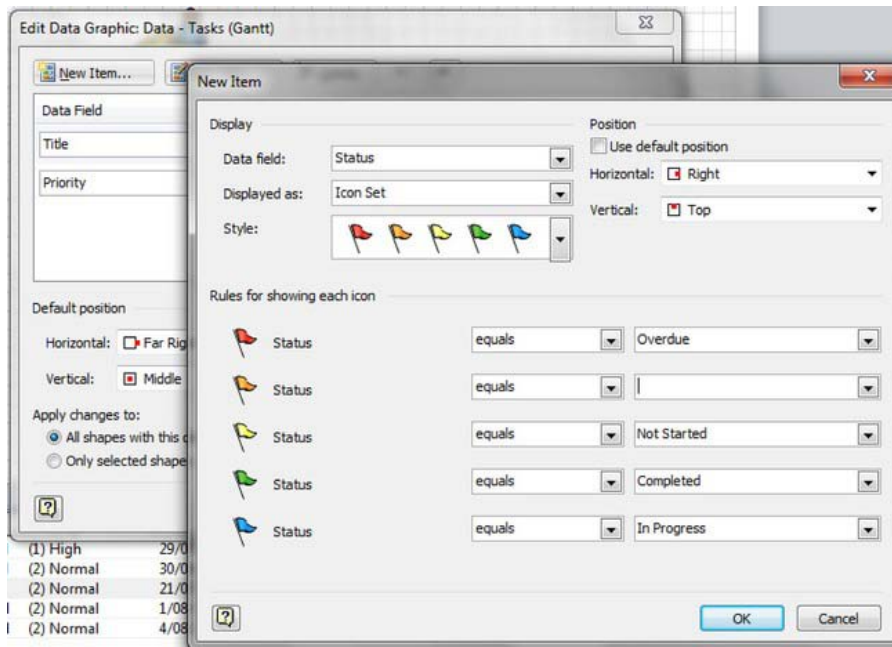 Edit Data Graphic: Data - Tasks (Gantt)
New Item...
Data Field
Title
Priority
Default position
Horizontal: Far Rig
Vertical: Middle
Apply changes to:
All shapes with this
Only selected shape
(1) High 29/0
(2) Normal 30/0
(2) Normal 21/0
(2) Normal 1/08
(2) Normal 4/08
New Item
Display
Data field: Status
Displayed as: Icon Set
Style:
Position
Use default position
Horizontal: Right
Vertical: Top
Rules for showing each icon
Status equals Overdue
Status equals
Status equals Not Started
Status equals Completed
Status equals In Progress
OK Cancel